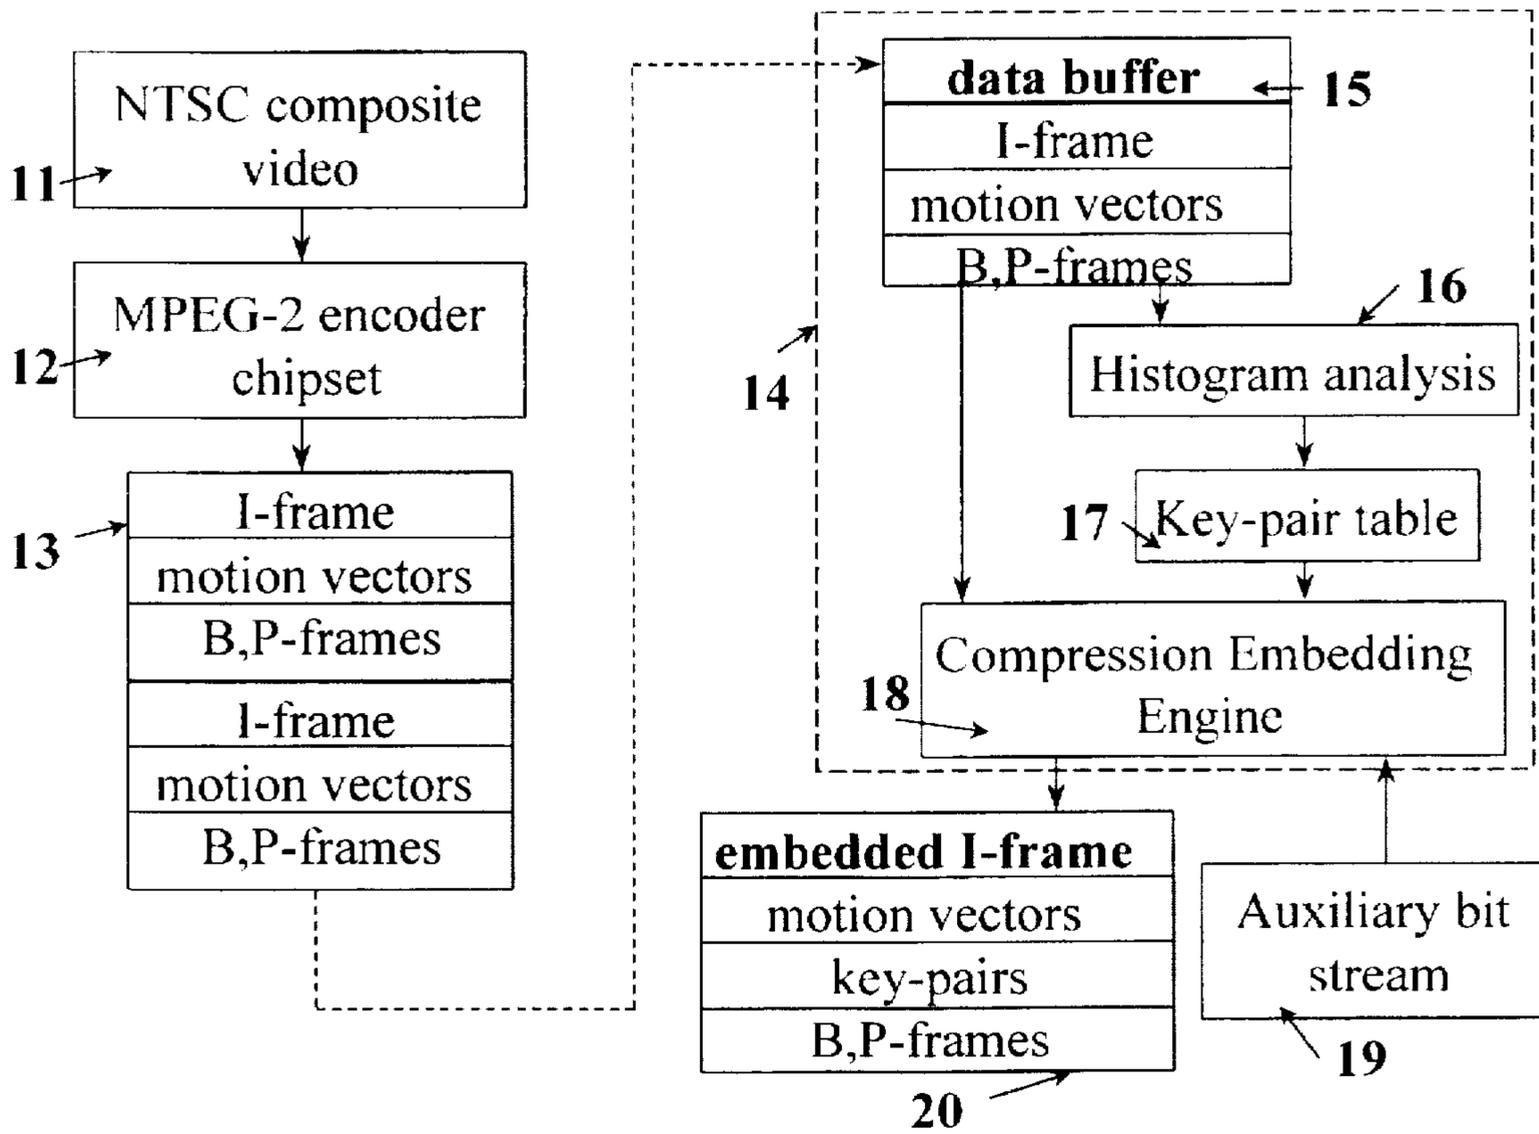 NTSC composite
video
11
MPEG-2 encoder
chipset
12
I-frame
13
motion vectors
B,P-frames
I-frame
motion vectors
B,P-frames
data buffer
15
I-frame
motion vectors
B,P-frames
14
16
Histogram analysis
17
Key-pair table
Compression Embedding
Engine
18
embedded I-frame
motion vectors
key-pairs
B,P-frames
20
Auxiliary bit
stream
19